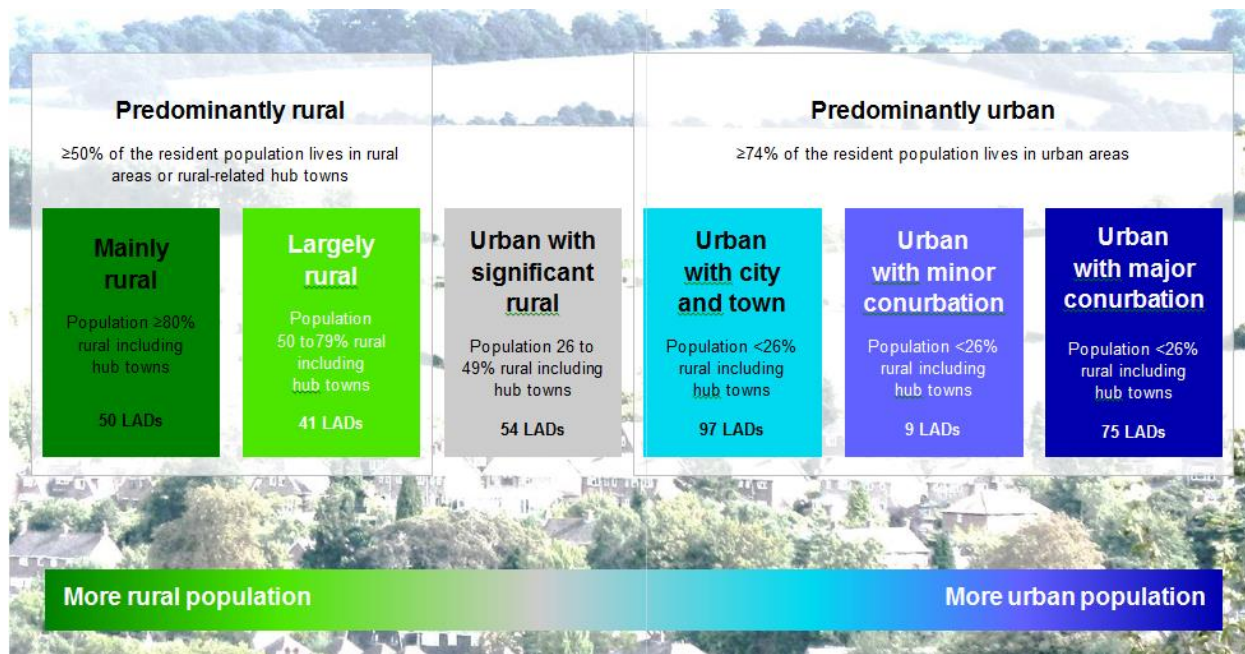 Predominantly rural
≥50% of the resident population lives in rural
areas or rural-related hub towns
Predominantly urban
≥74% of the resident population lives in urban areas
Mainly
rural
Population ≥80%
rural including
hub towns
50 LADs
Largely
rural
Population
50 to79% rural
including
hub towns
41 LADs
Urban with
significant
rural
Population 26 to
49% rural including
hub towns
54 LADs
Urban
with city
and town
Population <26%
rural including
hub towns
97 LADs
Urban
with minor
conurbation
Population <26%
rural including
hub towns
9 LADs
Urban
with major
conurbation
Population <26%
rural including
hub towns
75 LADs
More rural population
More urban population